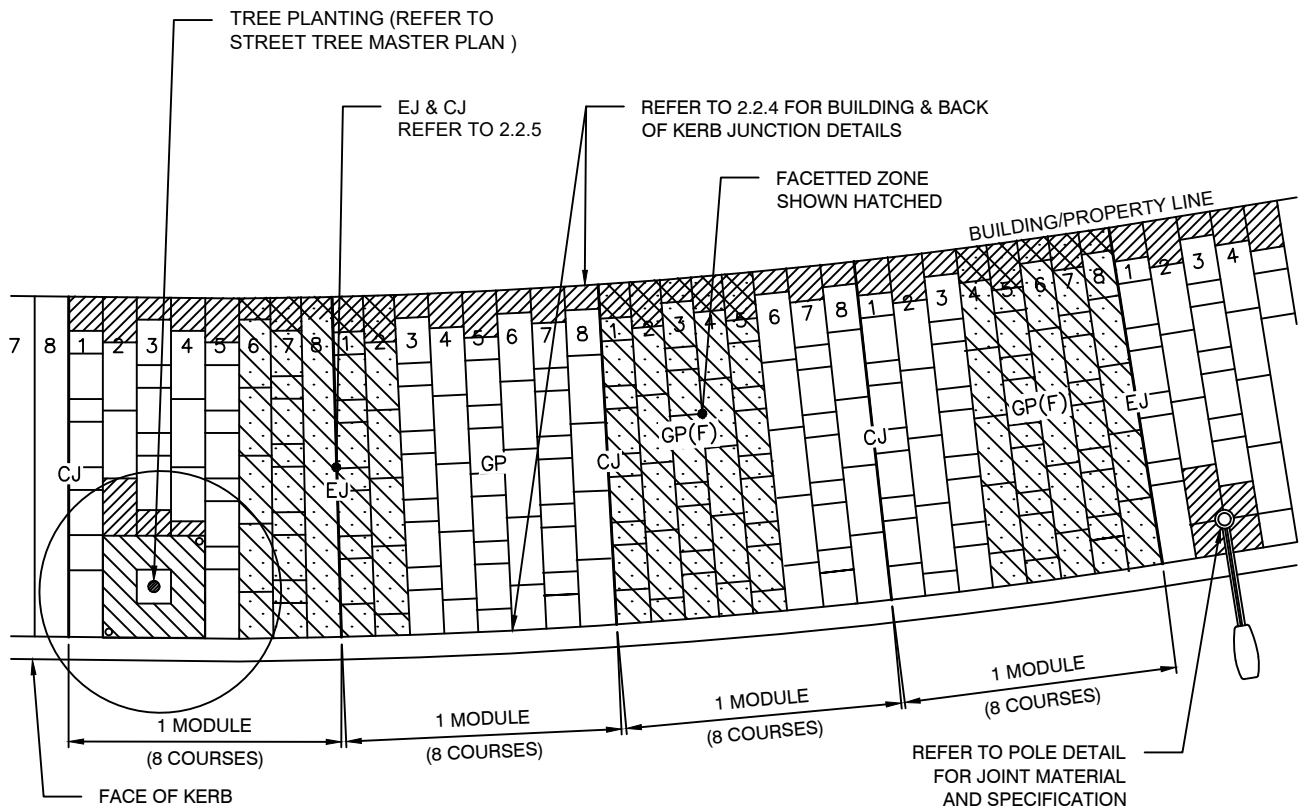 TREE PLANTING (REFER TO
STREET TREE MASTER PLAN )
EJ & CJ
REFER TO 2.2.5
REFER TO 2.2.4 FOR BUILDING & BACK
OF KERB JUNCTION DETAILS
FACETTED ZONE
SHOWN HATCHED
BUILDING/PROPERTY LINE
7 8 1 2 3 4 5 6 7 8 1 2 3 4 5 6 7 8 1 2 3 4 5 6 7 8 1 2 3 4 5 6 7 8 1 2 3 4
CJ
EJ
GP
CJ
GP(F)
CJ
GP(F)
EJ
1 MODULE
(8 COURSES)
1 MODULE
(8 COURSES)
1 MODULE
(8 COURSES)
1 MODULE
(8 COURSES)
FACE OF KERB
REFER TO POLE DETAIL
FOR JOINT MATERIAL
AND SPECIFICATION